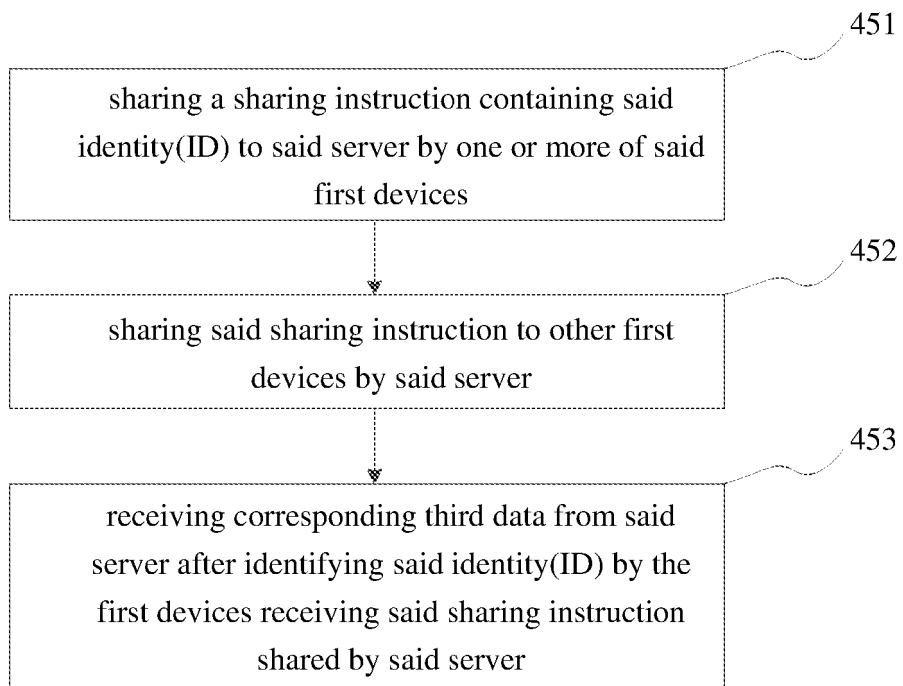 451
sharing a sharing instruction containing said
identity(ID) to said server by one or more of said
first devices
452
sharing said sharing instruction to other first
devices by said server
453
receiving corresponding third data from said
server after identifying said identity(ID) by the
first devices receiving said sharing instruction
shared by said server